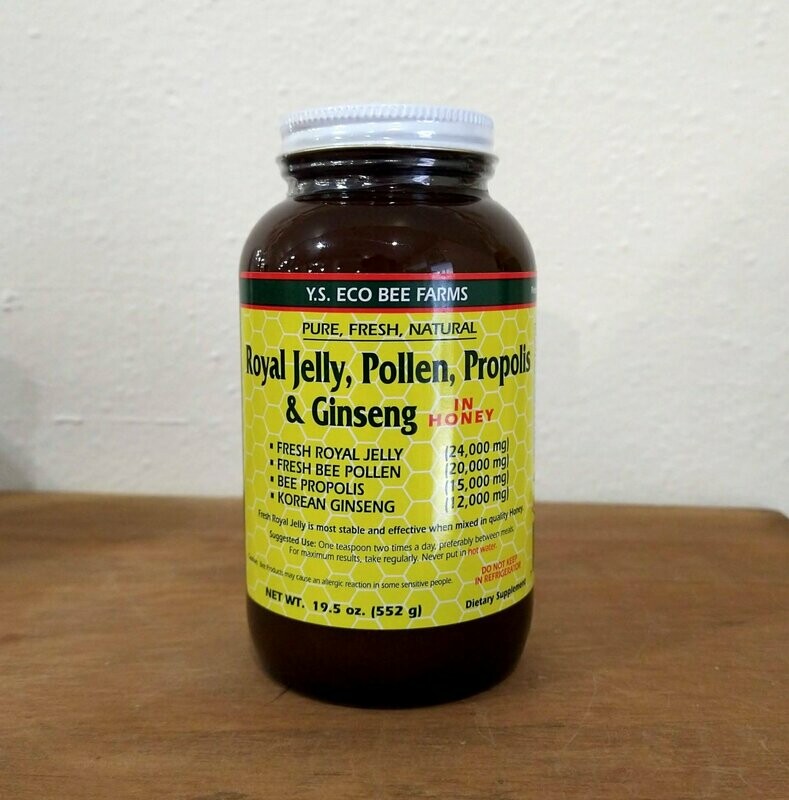 Y.S. ECO BEE FARMS
PURE, FRESH, NATURAL
Royal Jelly, Pollen, Propolis
& Ginseng IN HONEY
▪ FRESH ROYAL JELLY (24,000 mg)
▪ FRESH BEE POLLEN (20,000 mg)
▪ BEE PROPOLIS (15,000 mg)
▪ KOREAN GINSENG (12,000 mg)
Fresh Royal Jelly is most stable and effective when mixed in quality Honey.
Suggested Use: One teaspoon two times a day, preferably between meals.
For maximum results, take regularly. Never put in hot water.
Bee Products may cause an allergic reaction in some sensitive people.
DO NOT KEEP
IN REFRIGERATOR
NET WT. 19.5 oz. (552 g)
Dietary Supplement